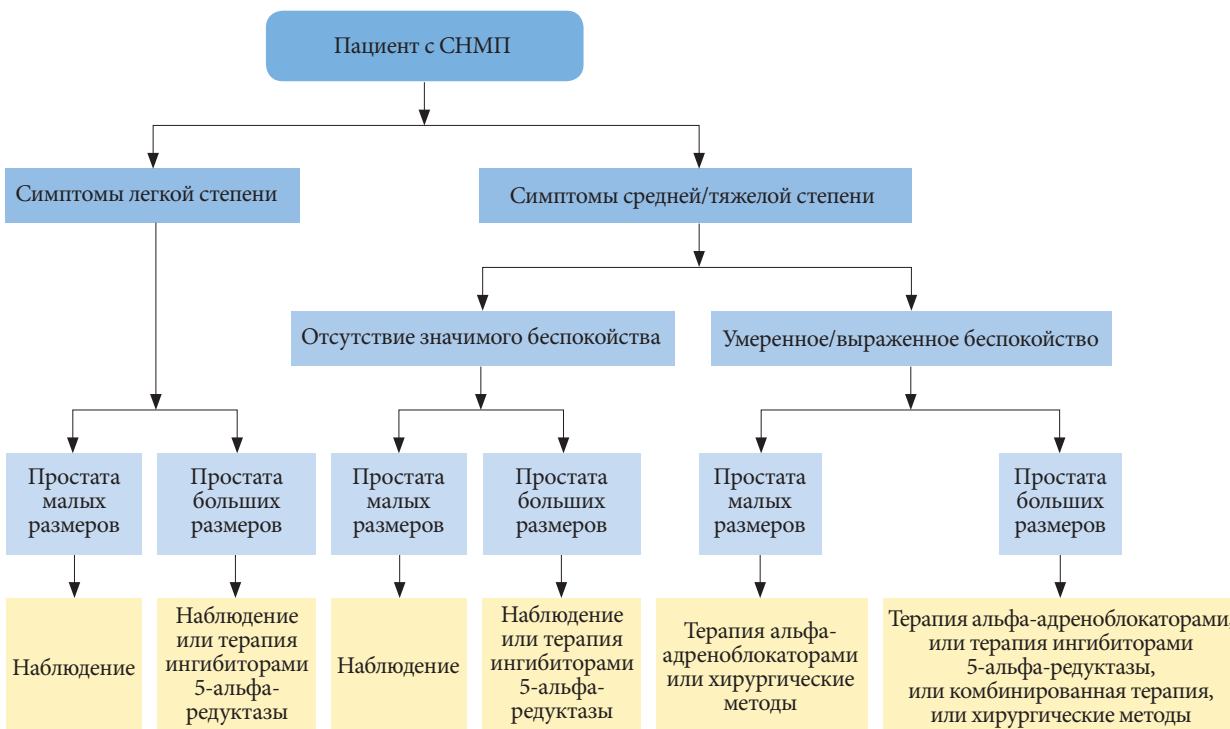 Пациент с СНМП
Симптомы легкой степени
Симптомы средней/тяжелой степени
Отсутствие значимого беспокойства
Умеренное/выраженное беспокойство
Простата
малых
размеров
Простата
больших
размеров
Простата
малых
размеров
Простата
больших
размеров
Простата
малых
размеров
Простата
больших
размеров
Наблюдение
Наблюдение
или терапия
ингибиторами
5-альфа-
редуктазы
Наблюдение
Наблюдение
или терапия
ингибиторами
5-альфа-
редуктазы
Терапия альфа-
адреноблокаторами
или хирургические
методы
Терапия альфа-адреноблокаторами,
или терапия ингибиторами
5-альфа-редуктазы,
или комбинированная терапия,
или хирургические методы